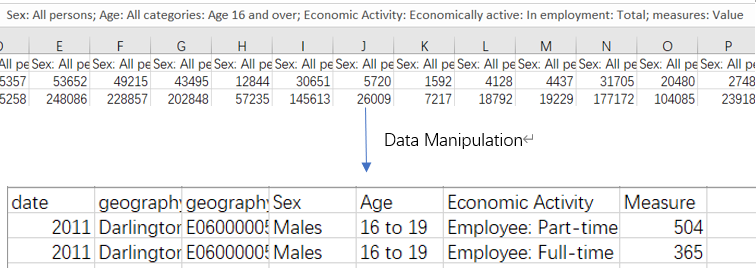 Sex: All persons; Age: All categories: Age 16 and over; Economic Activity: Economically active: In employment: Total; measures: Value
E F G H I J K L M N O P
All pe Sex: All pe Sex: All pe Sex: All pe Sex: All pe Sex: All pe Sex: All pe Sex: All pe Sex: All pe Sex: All pe Sex: All pe Sex: All pe Sex: All pe
5357 53652 49215 43495 12844 30651 5720 1592 4128 4437 31705 20480 2748
5258 248086 228857 202848 57235 145613 26009 7217 18792 19229 177172 104085 23918
Data Manipulation↵
date geography geography Sex Age Economic Activity Measure
2011 Darlington E06000005 Males 16 to 19 Employee: Part-time 504
2011 Darlington E06000005 Males 16 to 19 Employee: Full-time 365